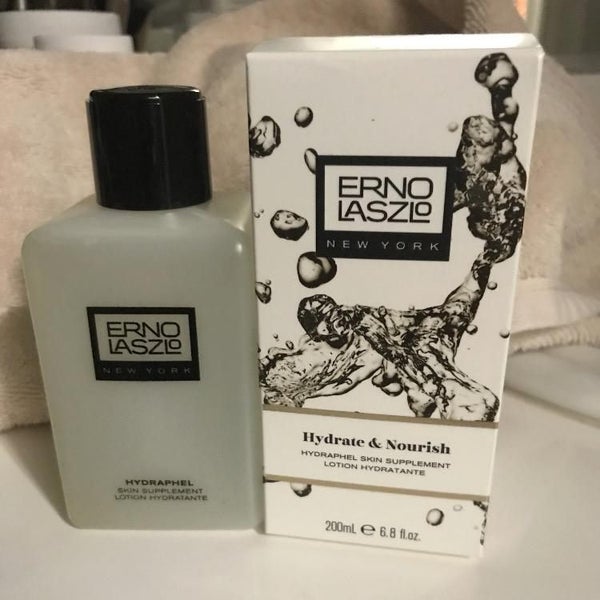 ERNO
LASZLO
NEW YORK
HYDRAPHEL
SKIN SUPPLEMENT
LOTION HYDRATANTE
ERNO
LASZLO
NEW YORK
Hydrate & Nourish
HYDRAPHEL SKIN SUPPLEMENT
LOTION HYDRATANTE
200mL ℮ 6.8 fl.oz.